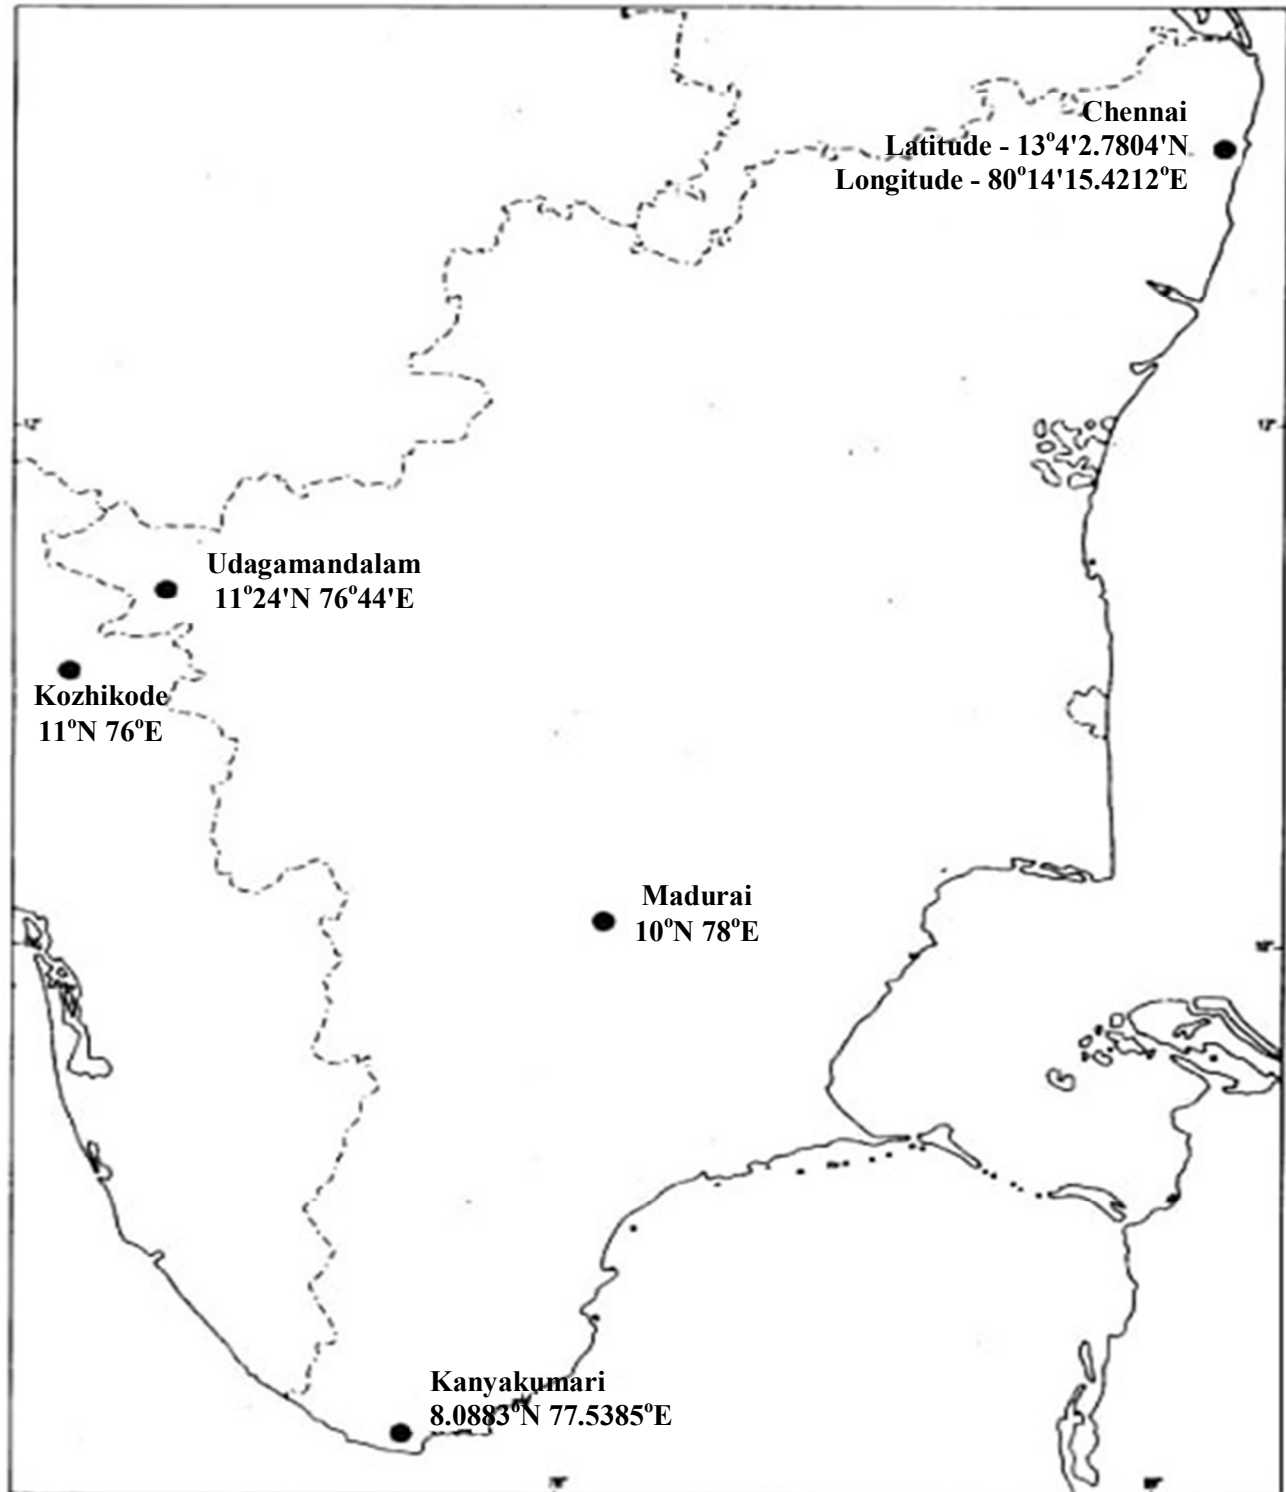 Chennai
Latitude - 13°4'2.7804'N
Longitude - 80°14'15.4212°E
Udagamandalam
11°24'N 76°44'E
Kozhikode
11°N 76°E
Madurai
10°N 78°E
Kanyakumari
8.0883°N 77.5385°E